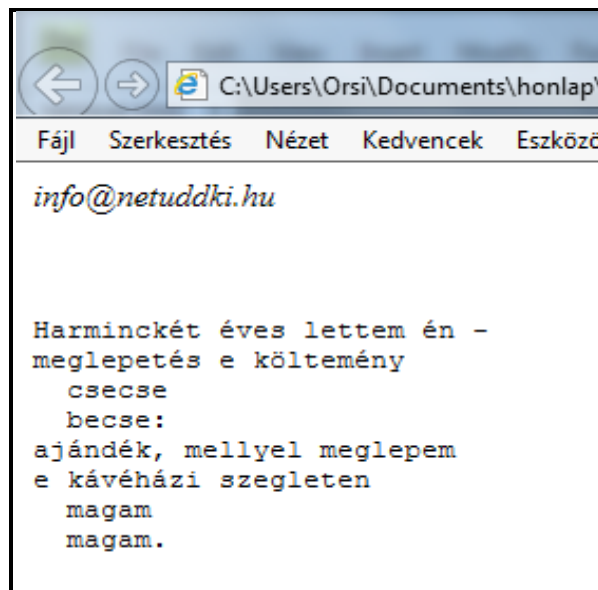 C:\Users\Orsi\Documents\honlap\
Fájl Szerkesztés Nézet Kedvencek Eszközö
info@netuddki.hu
Harminckét éves lettem én –
meglepetés e költemény
csecse
becse:
ajándék, mellyel meglepem
e kávéházi szegleten
magam
magam.